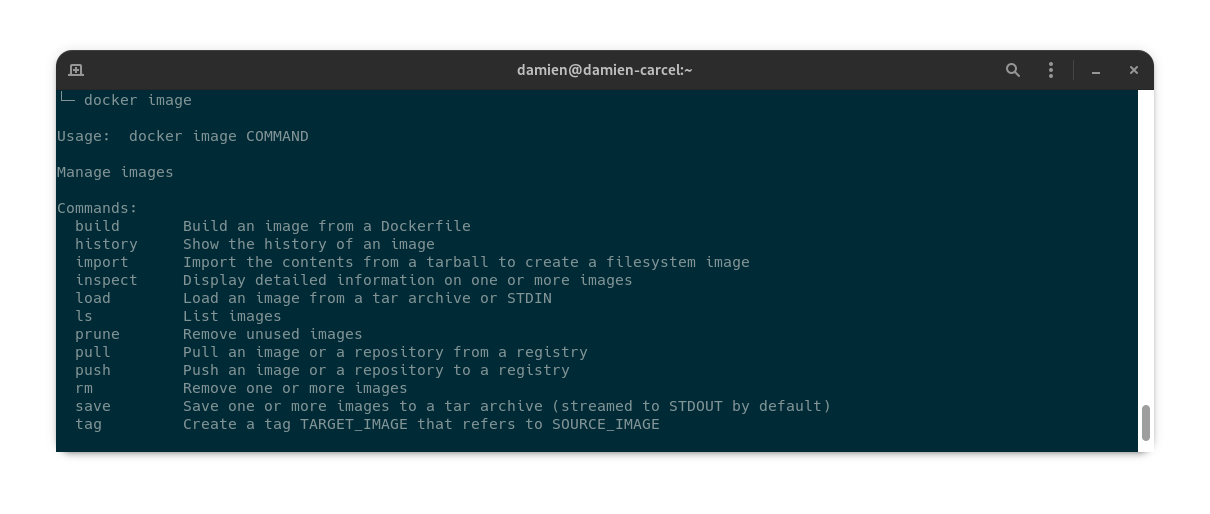 damien@damien-carcel:~
└─ docker image
Usage:  docker image COMMAND
Manage images
Commands:
  build       Build an image from a Dockerfile
  history     Show the history of an image
  import      Import the contents from a tarball to create a filesystem image
  inspect     Display detailed information on one or more images
  load        Load an image from a tar archive or STDIN
  ls          List images
  prune       Remove unused images
  pull        Pull an image or a repository from a registry
  push        Push an image or a repository to a registry
  rm          Remove one or more images
  save        Save one or more images to a tar archive (streamed to STDOUT by default)
  tag         Create a tag TARGET_IMAGE that refers to SOURCE_IMAGE